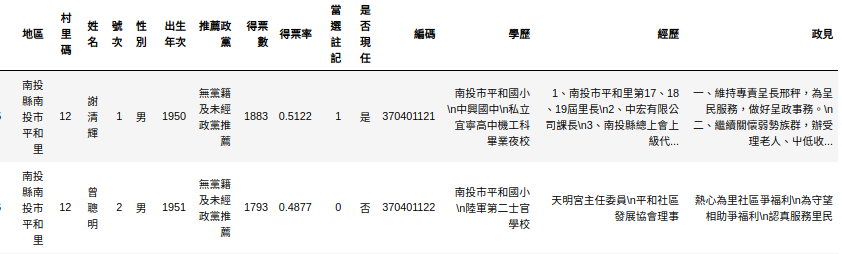 地區 村里碼 姓名 號次 性別 出生年次 推薦政黨 得票數 得票率 當選註記 是否現任 編碼 學歷 經歷 政見
南投縣南投市平和里 12 謝清輝 1 男 1950 無黨籍及未經政黨推薦 1883 0.5122 1 是 370401121 南投市平和國小\n中興國中\n私立宜寧高中機工科畢業夜校 1、南投市平和里第17、18、19屆里長\n2、中宏有限公司課長\n3、南投縣總上會上級代... 一、維持專責呈長邢秤，為呈民服務，做好呈政事務。\n二、繼續關懷弱勢族群，辦受理老人、屮低收...
南投縣南投市平和里 12 曾聰明 2 男 1951 無黨籍及未經政黨推薦 1793 0.4877 0 否 370401122 南投市平和國小\n陸軍第二士官學校 天明宮主任委員\n平和社區發展協會理事 熱心為里社區爭福利\n為守望相助爭福利\n認真服務里民